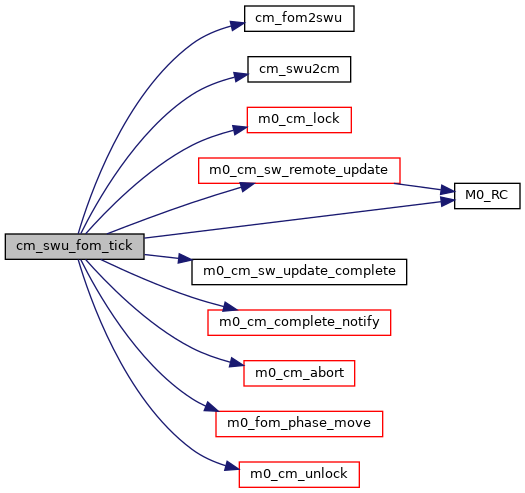 cm_fom2swu
cm_swu2cm
m0_cm_lock
m0_cm_sw_remote_update
M0_RC
cm_swu_fom_tick
m0_cm_sw_update_complete
m0_cm_complete_notify
m0_cm_abort
m0_fom_phase_move
m0_cm_unlock